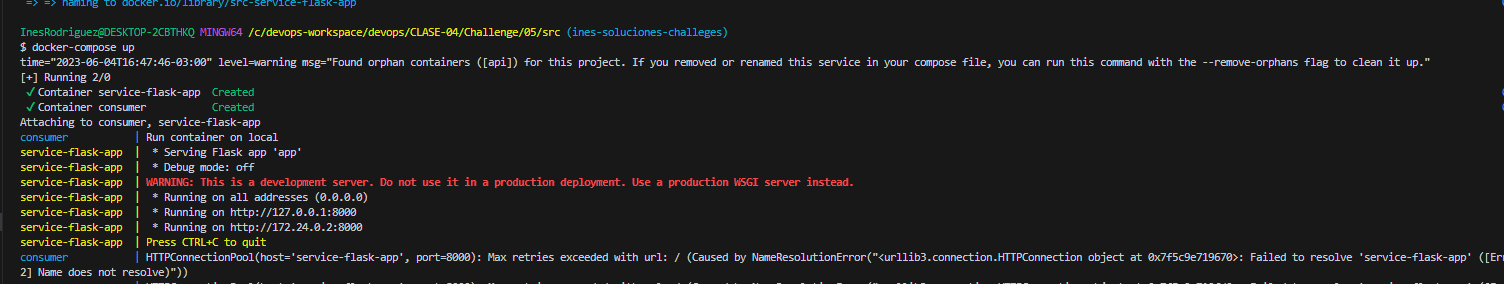 => => naming to docker.io/library/src-service-flask-app
InesRodriguez@DESKTOP-2CBTHKQ MINGW64 /c/devops-workspace/devops/CLASE-04/Challenge/05/src (ines-soluciones-challeges)
$ docker-compose up
time="2023-06-04T16:47:46-03:00" level=warning msg="Found orphan containers ([api]) for this project. If you removed or renamed this service in your compose file, you can run this command with the --remove-orphans flag to clean it up."
[+] Running 2/0
✓ Container service-flask-app Created
✓ Container consumer Created
Attaching to consumer, service-flask-app
consumer | Run container on local
service-flask-app | * Serving Flask app 'app'
service-flask-app | * Debug mode: off
service-flask-app | WARNING: This is a development server. Do not use it in a production deployment. Use a production WSGI server instead.
service-flask-app | * Running on all addresses (0.0.0.0)
service-flask-app | * Running on http://127.0.0.1:8000
service-flask-app | * Running on http://172.24.0.2:8000
service-flask-app | Press CTRL+C to quit
consumer | HTTPConnectionPool(host='service-flask-app', port=8000): Max retries exceeded with url: / (Caused by NameResolutionError("<urllib3.connection.HTTPConnection object at 0x7f5c9e719670>: Failed to resolve 'service-flask-app' ([Err
2] Name does not resolve)"))